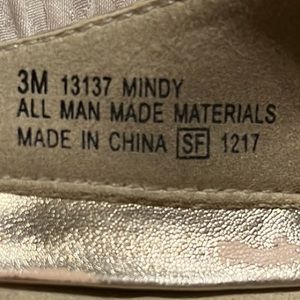 3M 13137 MINDY
ALL MAN MADE MATERIALS
MADE IN CHINA SF 1217